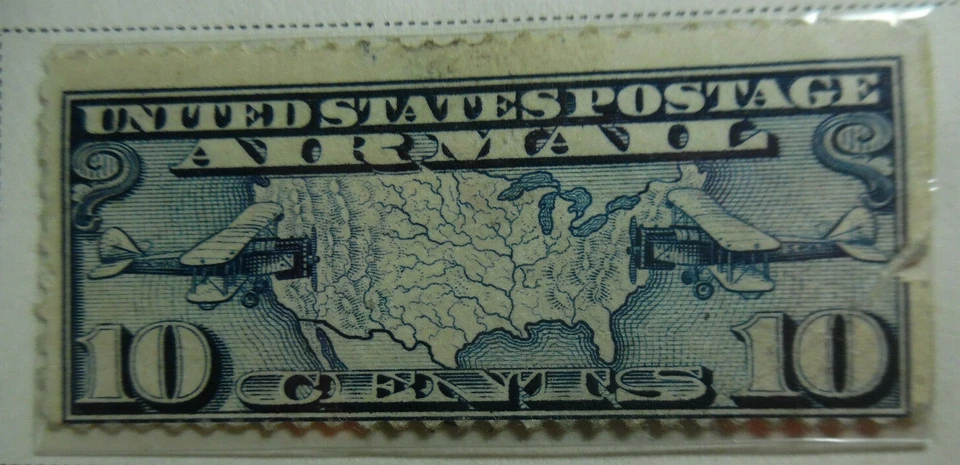 UNITED STATES POSTAGE
AIR MAIL
10 CENTS 10